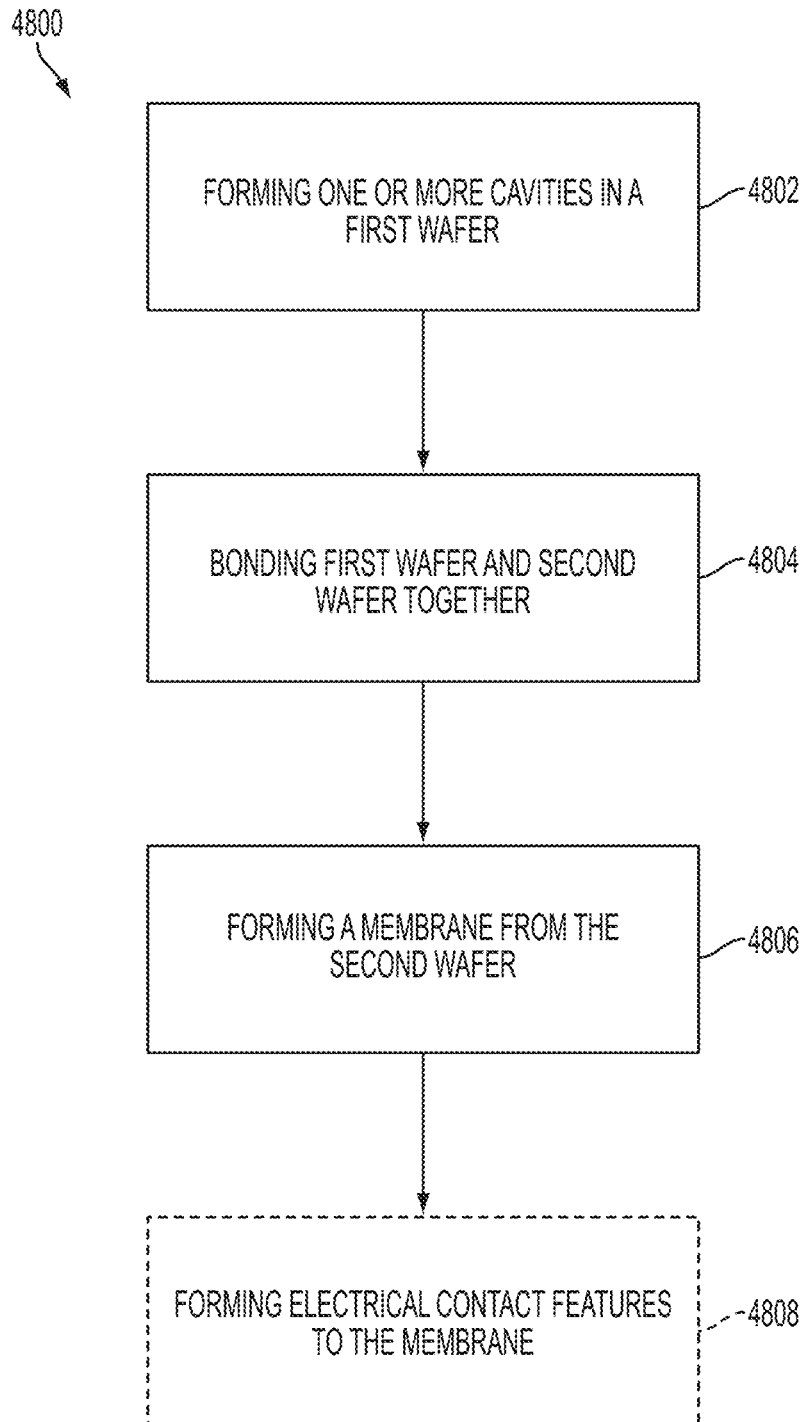 4800
FORMING ONE OR MORE CAVITIES IN A
FIRST WAFER
4802
BONDING FIRST WAFER AND SECOND
WAFER TOGETHER
4804
FORMING A MEMBRANE FROM THE
SECOND WAFER
4806
FORMING ELECTRICAL CONTACT FEATURES
TO THE MEMBRANE
4808